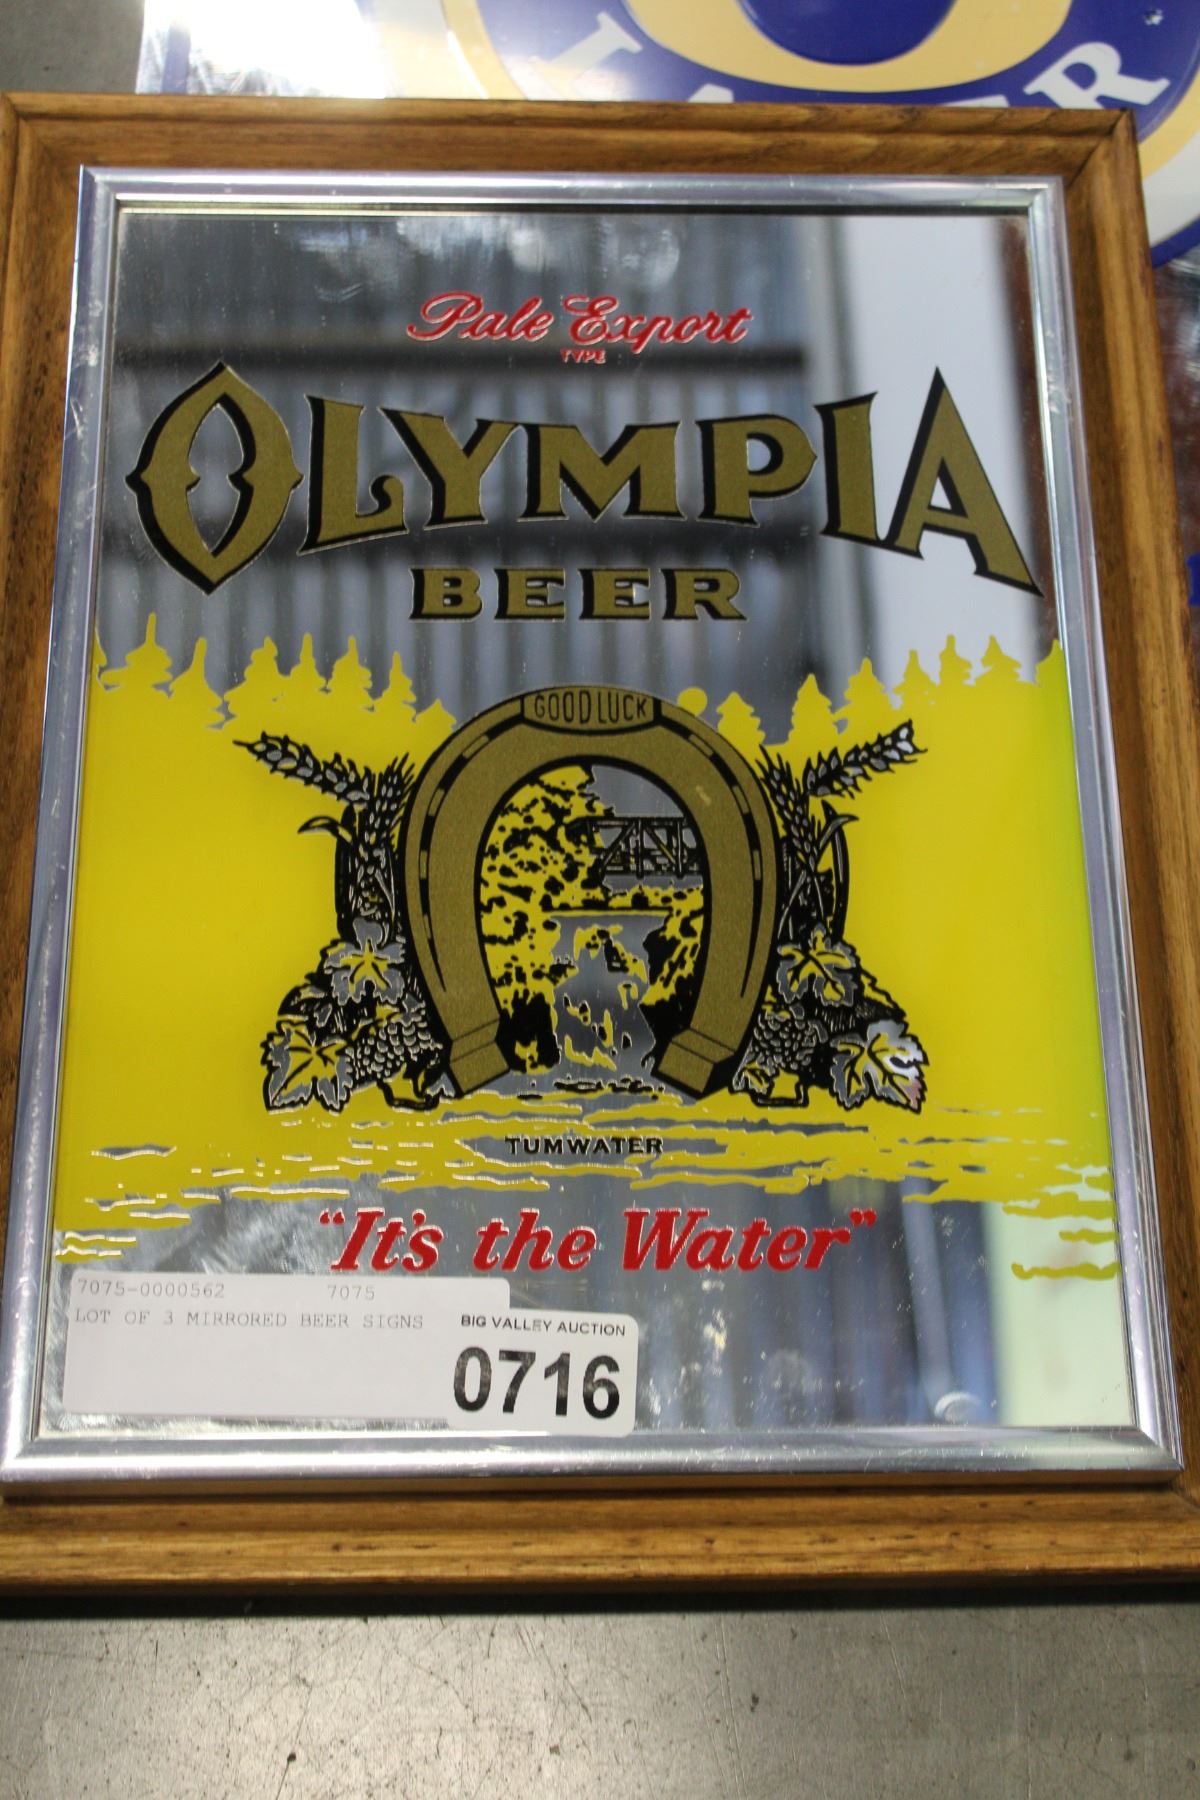 ER
Pale Export
TYPE
OLYMPIA
BEER
GOOD LUCK
TUMWATER
"It's the Water"
7075-0000562 7075
LOT OF 3 MIRRORED BEER SIGNS
BIG VALLEY AUCTION
0716